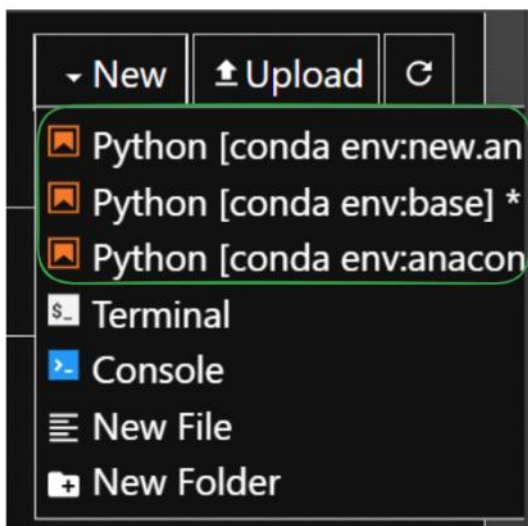 New Upload
Python [conda env:new.an
Python [conda env:base] *
Python [conda env:anacon
$_ Terminal
Console
New File
New Folder